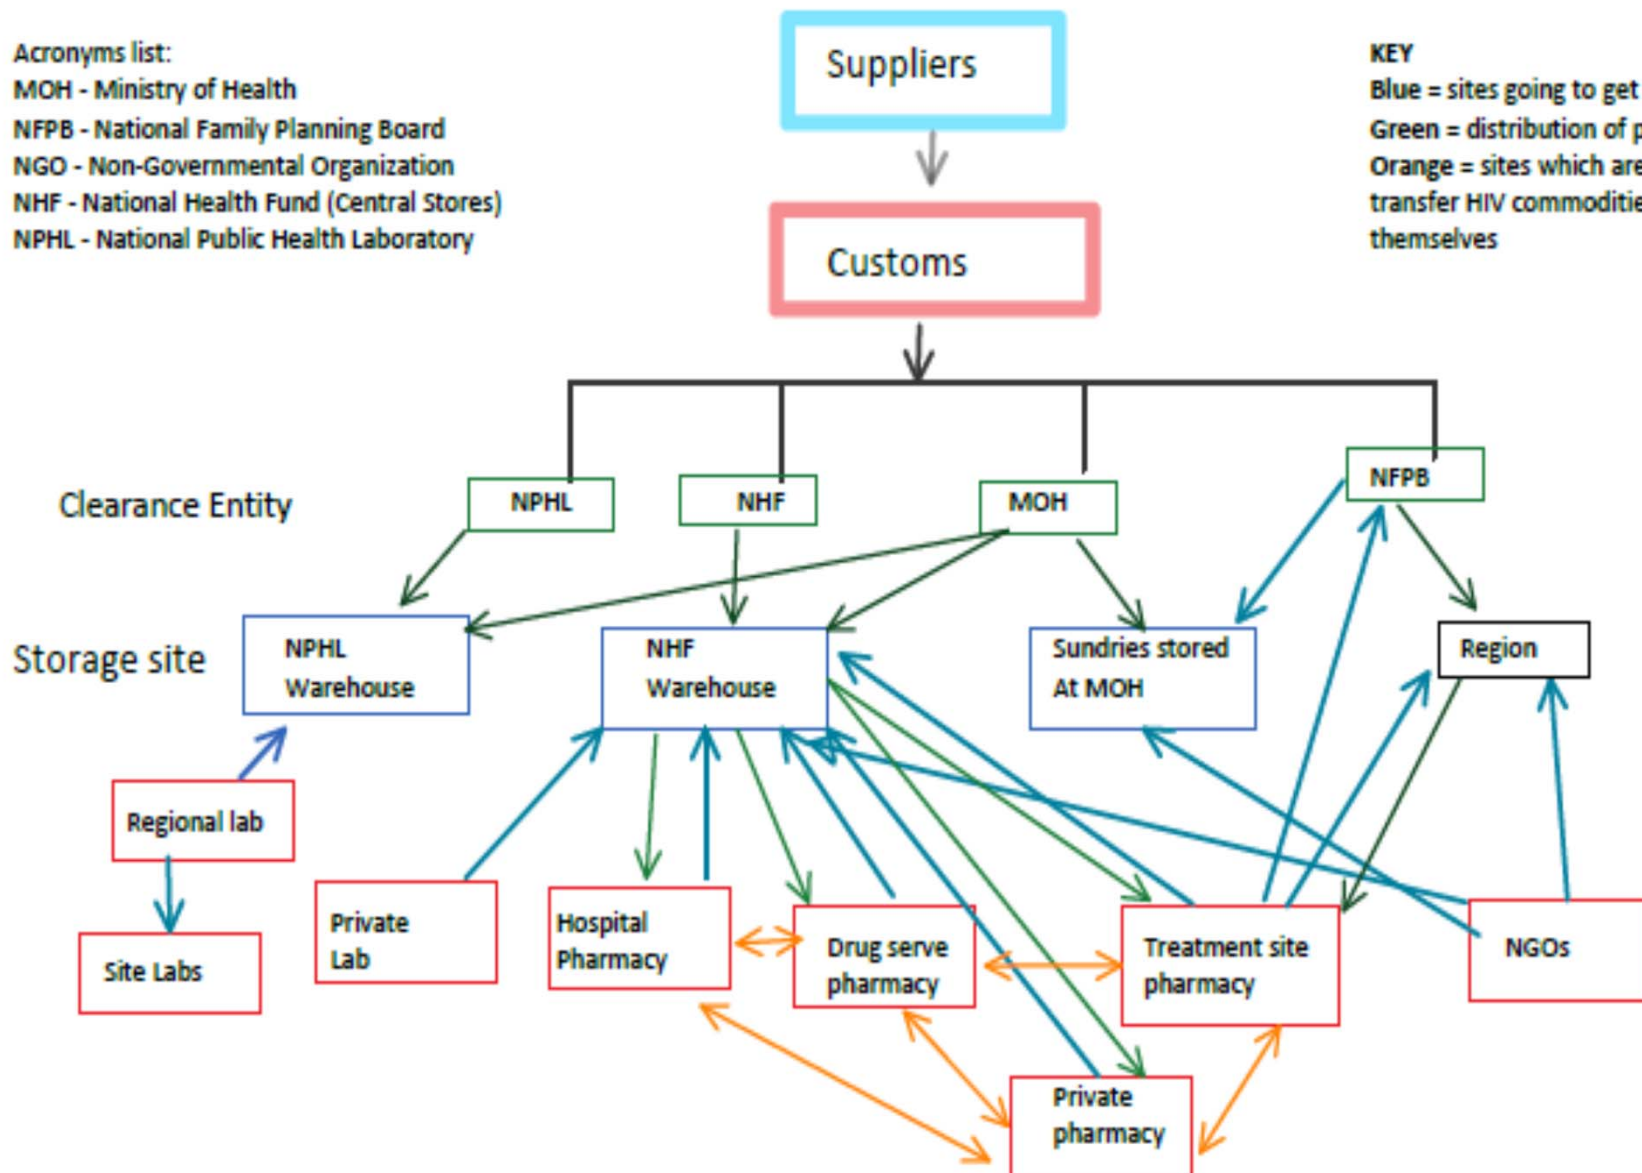 Acronyms list:
MOH - Ministry of Health
NFPB - National Family Planning Board
NGO - Non-Governmental Organization
NHF - National Health Fund (Central Stores)
NPHL - National Public Health Laboratory
Suppliers
Customs
KEY
Blue = sites going to get
Green = distribution of
Orange = sites which are
transfer HIV
themselves
Clearance Entity
NPHL
NHF
MOH
NFPB
Storage site
NPHL
Warehouse
NHF
Warehouse
Sundries stored
At MOH
Region
Regional lab
Site Labs
Private
Lab
Hospital
Pharmacy
Drug serve
pharmacy
Treatment site
pharmacy
NGOs
Private
pharmacy